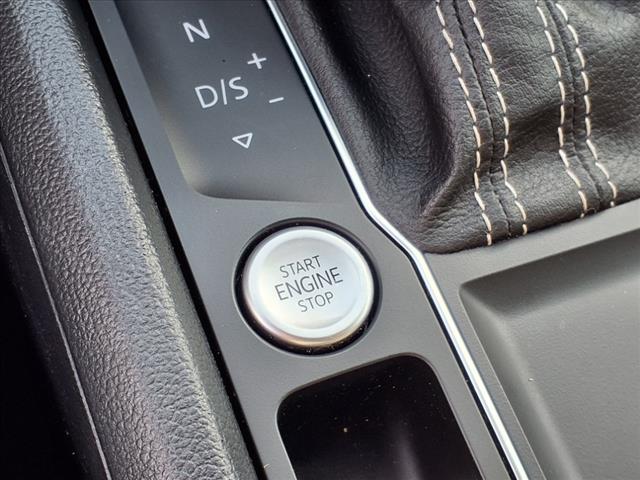 N
+
D/S
−
START
ENGINE
STOP